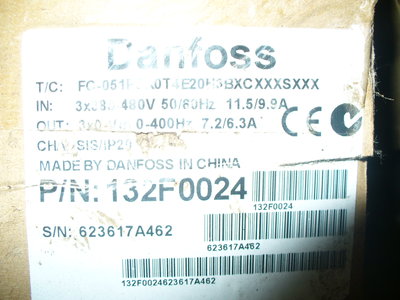 Danfoss
T/C:
IN: 50/60Hz 11.5/9.9A
OUT: 0-400Hz 7.2/6.3A
MADE BY DANFOSS IN CHINA
P/N: 132F0024
132F0024
S/N: 623617A462
623617A462
132F0024623617A462